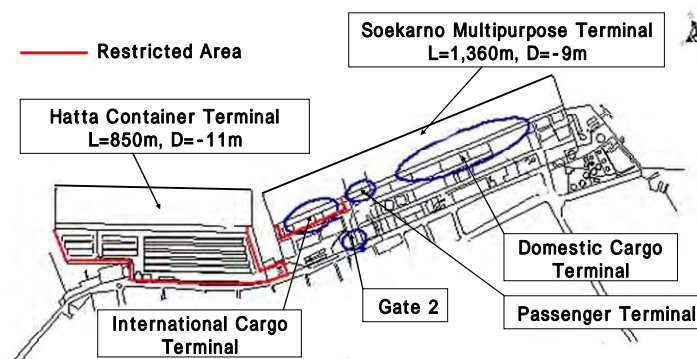 Soekarno Multipurpose Terminal
L=1,360m, D=-9m
Restricted Area
Hatta Container Terminal
L=850m, D=-11m
Domestic Cargo
Terminal
Gate 2
Passenger Terminal
International Cargo
Terminal